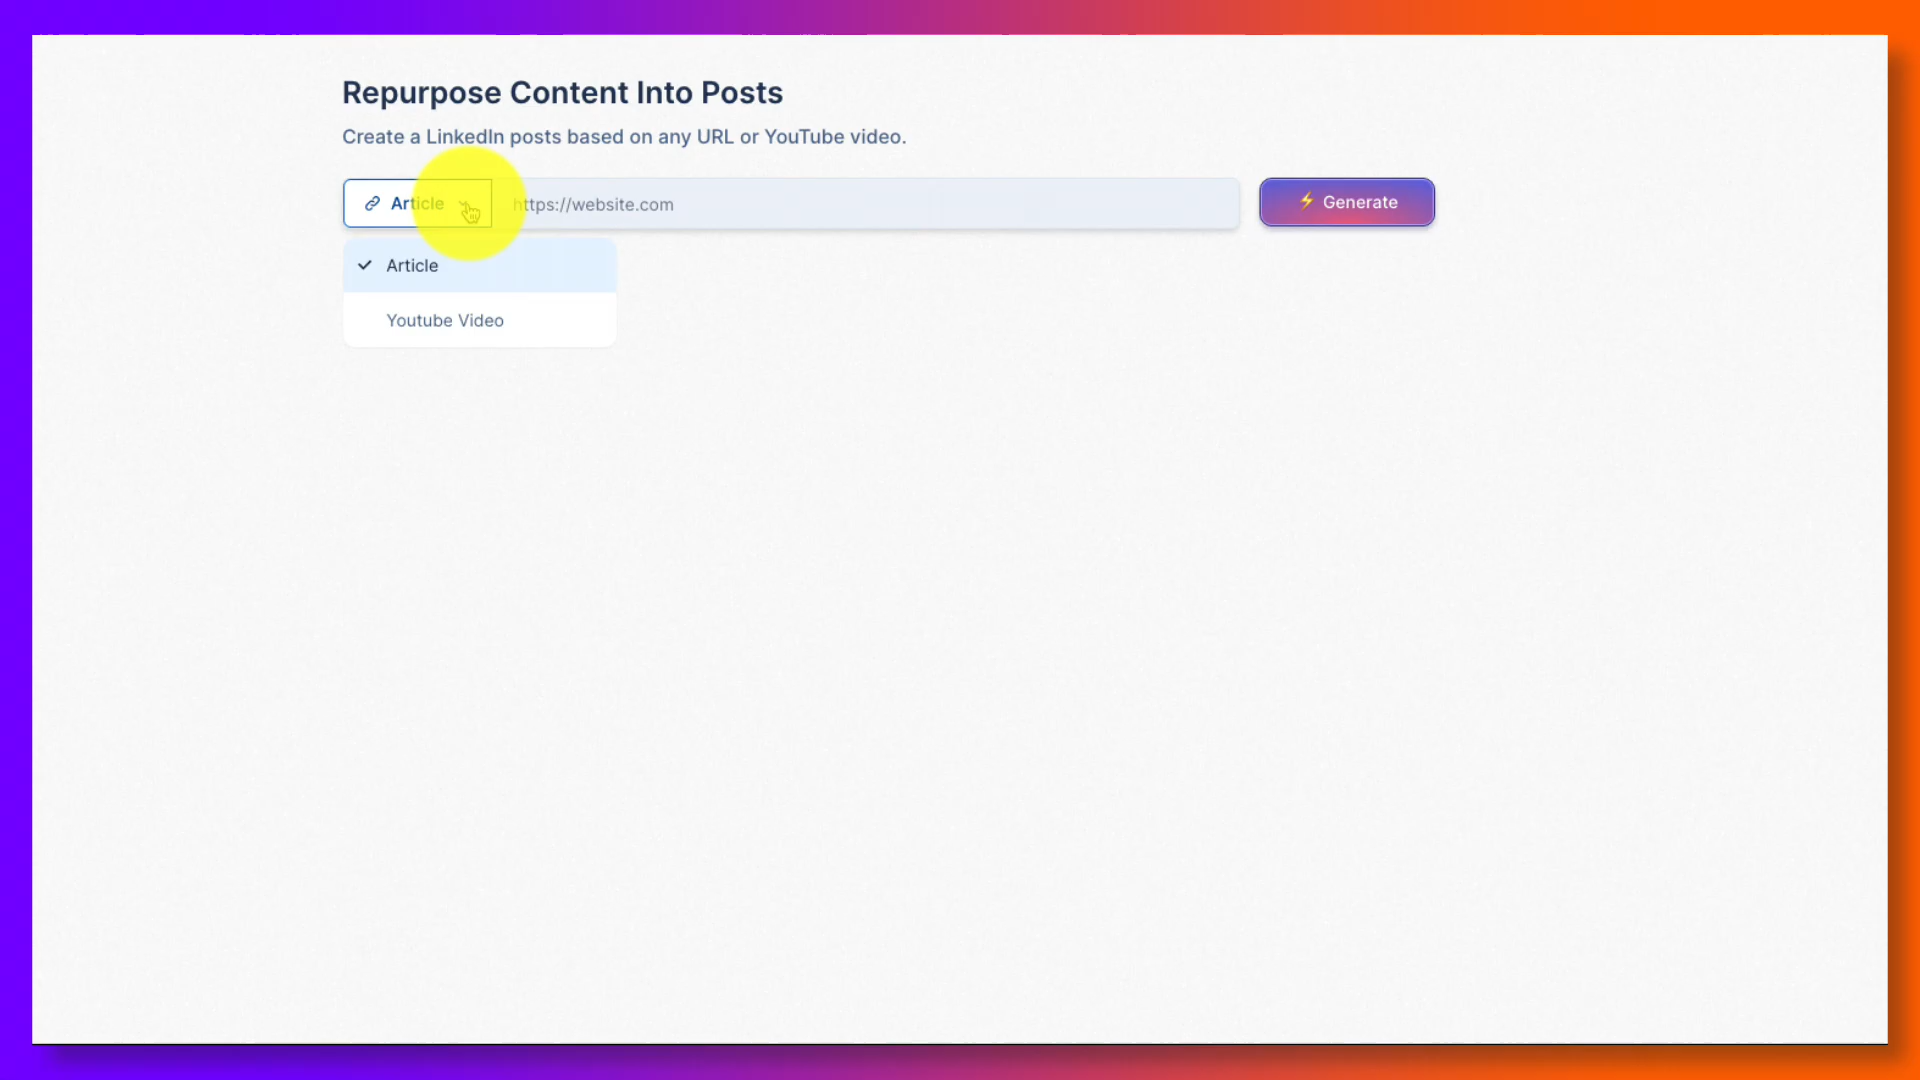 Repurpose Content Into Posts
Create a LinkedIn posts based on any URL or YouTube video.
Article
https://website.com
⚡ Generate
Article
Youtube Video